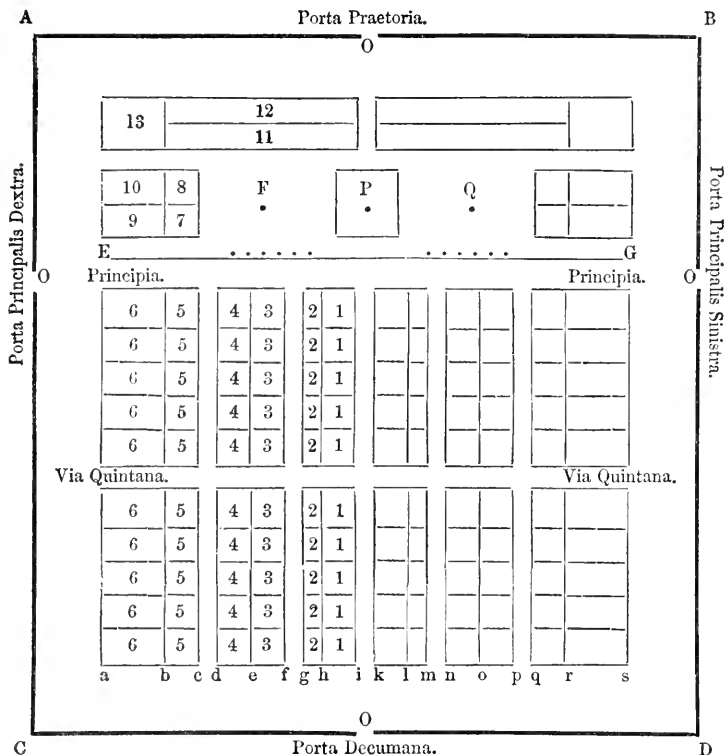 A Porta Praetoria. B
O
13 12
11
10 8 F P Q
9 7
E G
Porta Principalis Dextra.
O Principia. Principia. O
Porta Principalis Sinistra.
6 5 4 3 2 1
6 5 4 3 2 1
6 5 4 3 2 1
6 5 4 3 2 1
6 5 4 3 2 1
Via Quintana. Via Quintana.
6 5 4 3 2 1
6 5 4 3 2 1
6 5 4 3 2 1
6 5 4 3 2 1
6 5 4 3 2 1
a b c d e f g h i k l m n o p q r s
O
C Porta Decumana. D